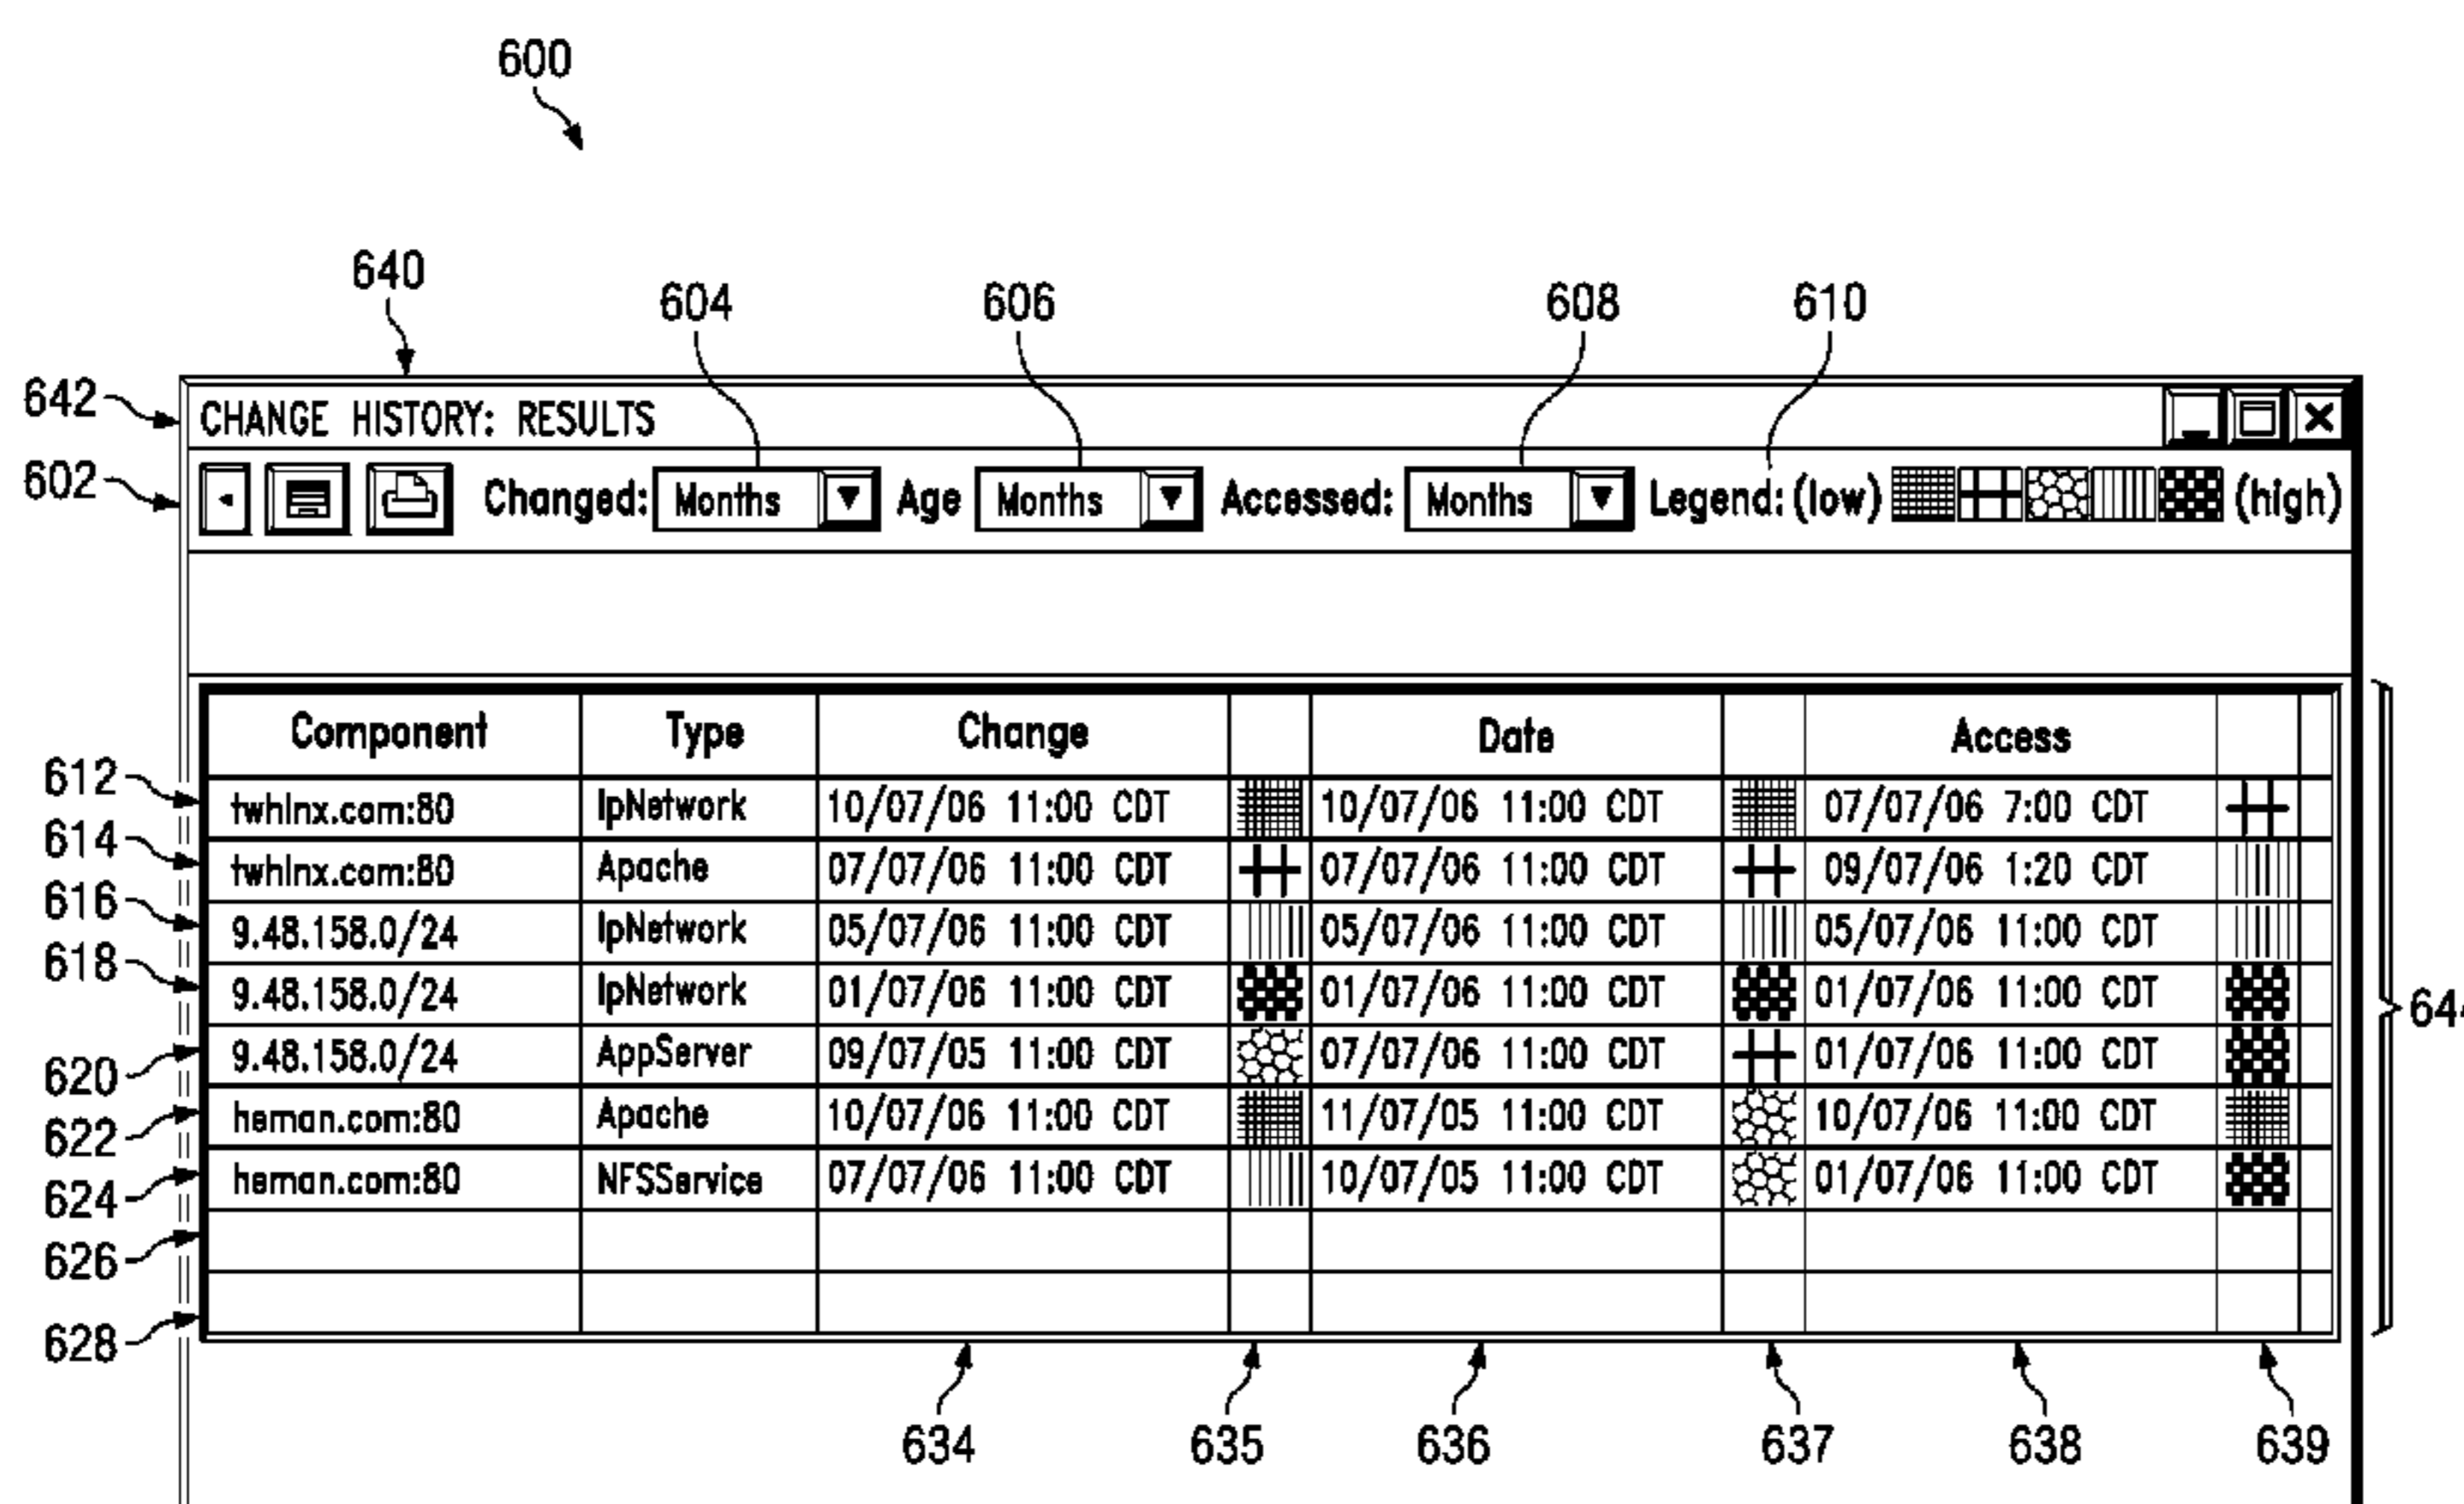 600
640
604 606 608 610
642
CHANGE HISTORY: RESULTS
602
Changed: Months Age Months Accessed: Months Legend: (low) (high)
Component Type Change Date Access
612
twhlnx.com:80 IpNetwork 10/07/06 11:00 CDT 10/07/06 11:00 CDT 07/07/06 7:00 CDT
614
twhlnx.com:80 Apache 07/07/06 11:00 CDT 07/07/06 11:00 CDT 09/07/06 1:20 CDT
616
9.48.158.0/24 IpNetwork 05/07/06 11:00 CDT 05/07/06 11:00 CDT 05/07/06 11:00 CDT
618
9.48.158.0/24 IpNetwork 01/07/06 11:00 CDT 01/07/06 11:00 CDT 01/07/06 11:00 CDT
644
620
9.48.158.0/24 AppServer 09/07/05 11:00 CDT 07/07/06 11:00 CDT 01/07/06 11:00 CDT
622
heman.com:80 Apache 10/07/06 11:00 CDT 11/07/05 11:00 CDT 10/07/06 11:00 CDT
624
heman.com:80 NFSService 07/07/06 11:00 CDT 10/07/05 11:00 CDT 01/07/06 11:00 CDT
626
628
634 635 636 637 638 639